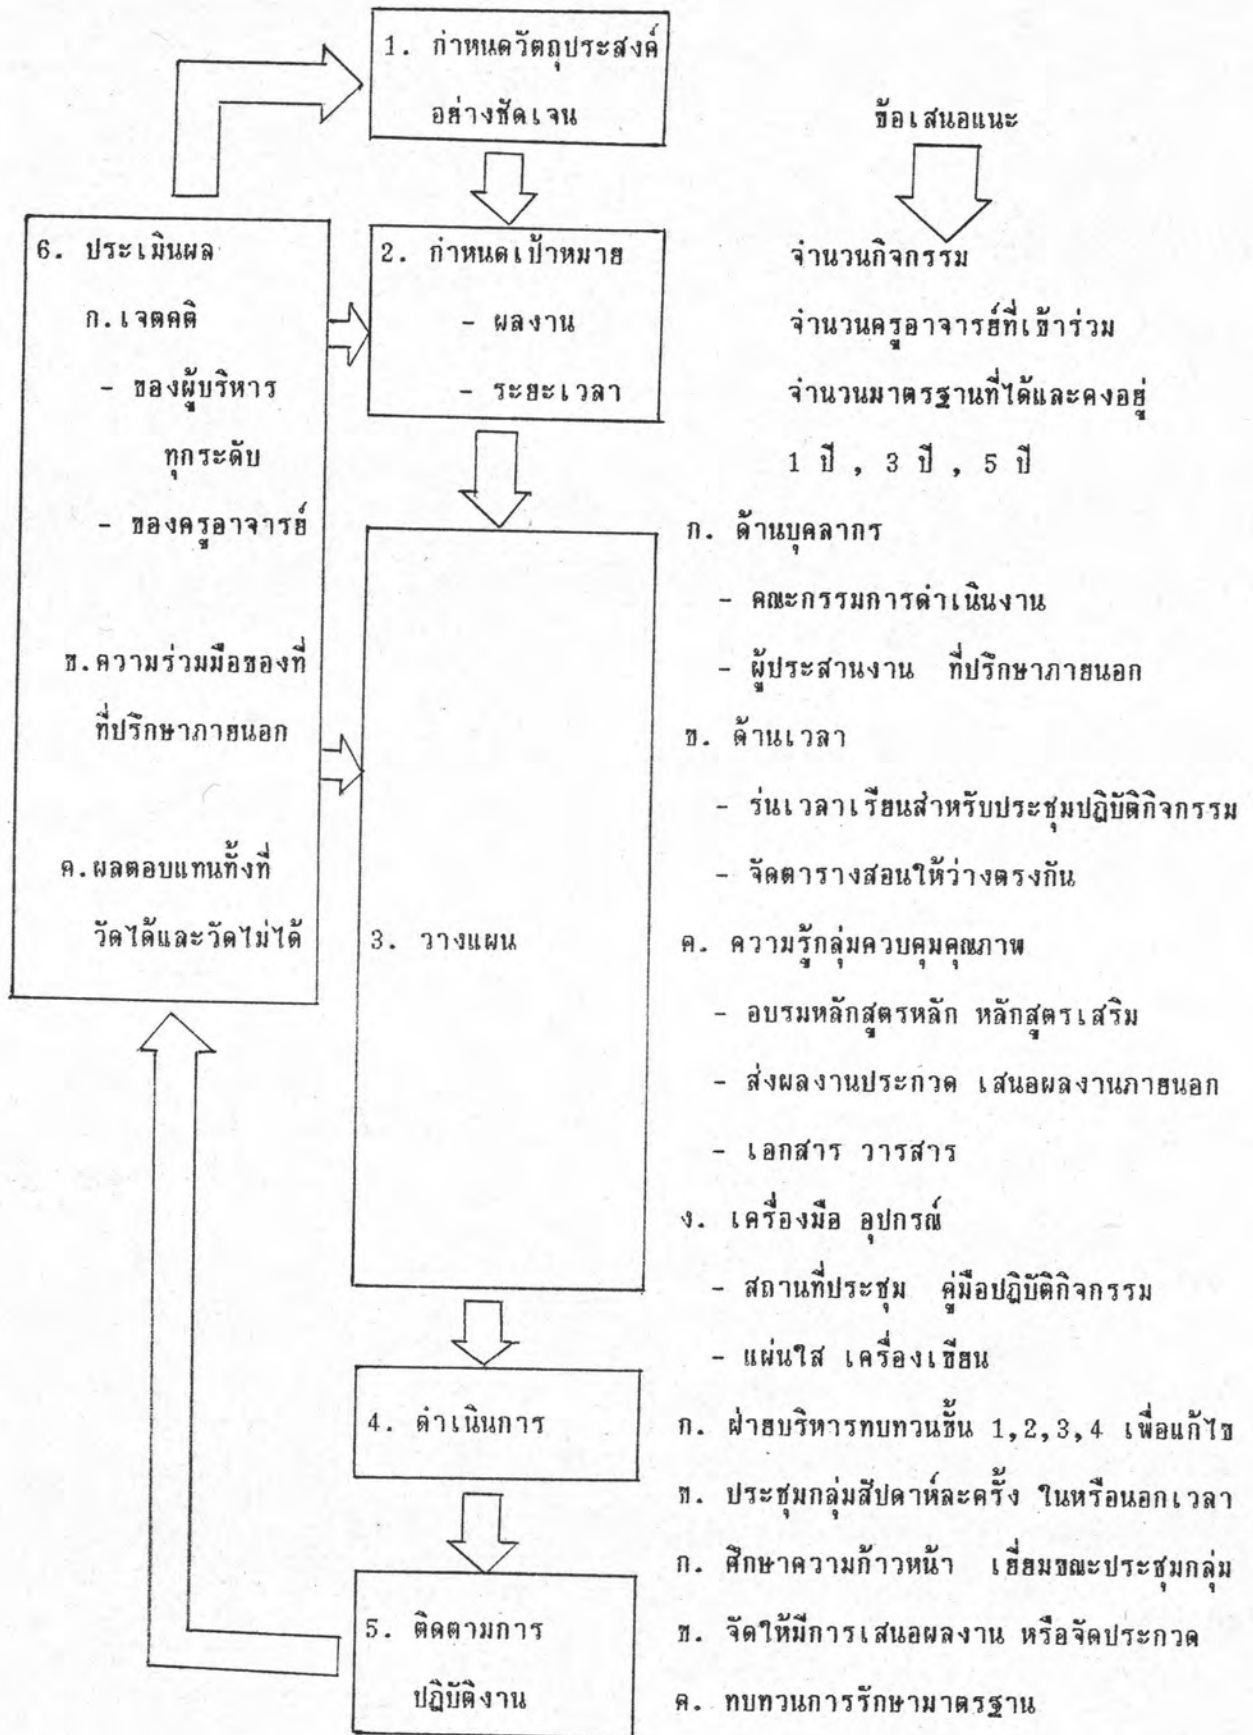 1. กำหนดวัตถุประสงค์
อย่างชัดเจน
ข้อเสนอแนะ
6. ประเมินผล
ก.เจตคติ
- ของผู้บริหาร
ทุกระดับ
- ของครูอาจารย์
ข.ความร่วมมือของที่
ที่ปรึกษาภายนอก
ค.ผลตอบแทนทั้งที่
วัดได้และวัดไม่ได้
2. กำหนดเป้าหมาย
- ผลงาน
- ระยะเวลา
จำนวนกิจกรรม
จำนวนครูอาจารย์ที่เข้าร่วม
จำนวนมาตรฐานที่ได้และคงอยู่
1 ปี , 3 ปี , 5 ปี
3. วางแผน
ก. ด้านบุคลากร
- คณะกรรมการดำเนินงาน
- ผู้ประสานงาน ที่ปรึกษาภายนอก
ข. ด้านเวลา
- ร่นเวลาเรียนสำหรับประชุมปฏิบัติกิจกรรม
- จัดตารางสอนให้ว่างตรงกัน
ค. ความรู้กลุ่มควบคุมคุณภาพ
- อบรมหลักสูตรหลัก หลักสูตรเสริม
- ส่งผลงานประกวด เสนอผลงานภายนอก
- เอกสาร วารสาร
ง. เครื่องมือ อุปกรณ์
- สถานที่ประชุม คู่มือปฏิบัติกิจกรรม
- แผ่นใส เครื่องเขียน
4. ดำเนินการ
ก. ฝ่ายบริหารทบทวนขั้น 1,2,3,4 เพื่อแก้ไข
ข. ประชุมกลุ่มสัปดาห์ละครั้ง ในหรือนอกเวลา
5. ติดตามการ
ปฏิบัติงาน
ก. ศึกษาความก้าวหน้า เยี่ยมขณะประชุมกลุ่ม
ข. จัดให้มีการเสนอผลงาน หรือจัดประกวด
ค. ทบทวนการรักษามาตรฐาน